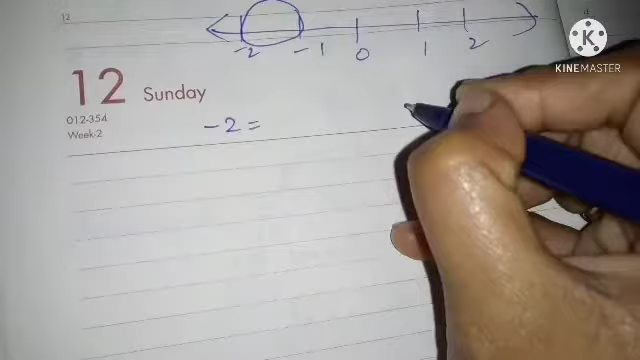 12
-2 -1 0 1 2
K
KINEMASTER
12 Sunday
012-354
Week-2
-2 =